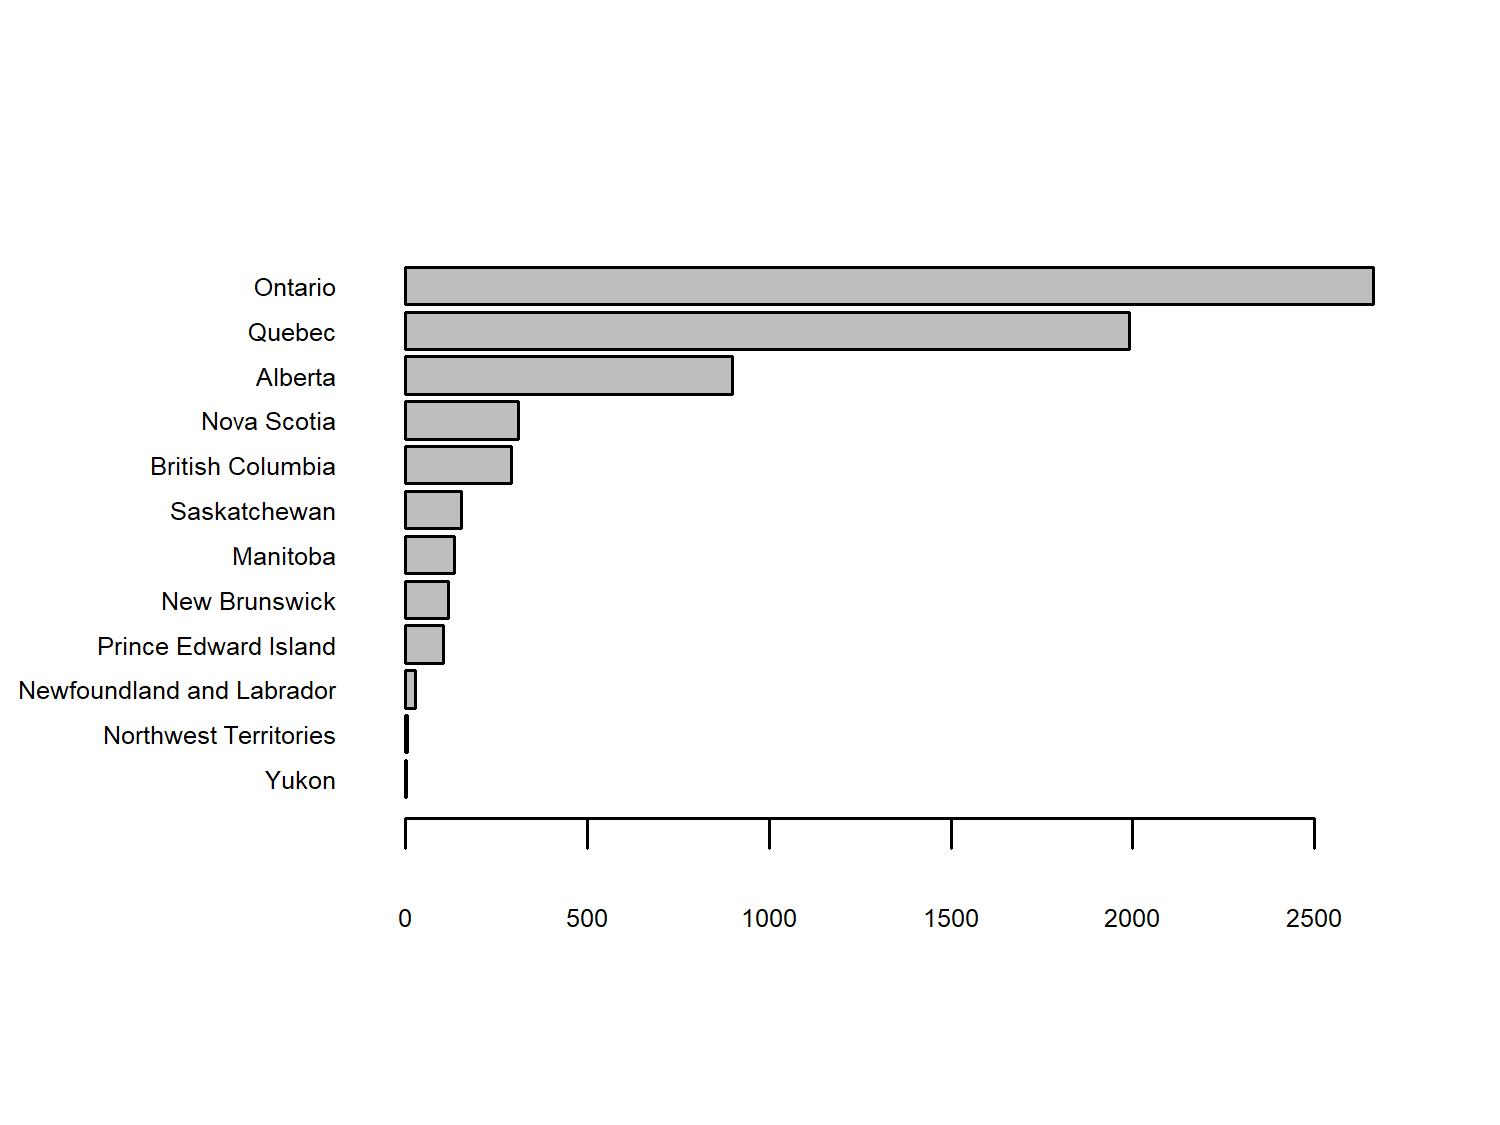 Ontario
Quebec
Alberta
Nova Scotia
British Columbia
Saskatchewan
Manitoba
New Brunswick
Prince Edward Island
Newfoundland and Labrador
Northwest Territories
Yukon
0 500 1000 1500 2000 2500